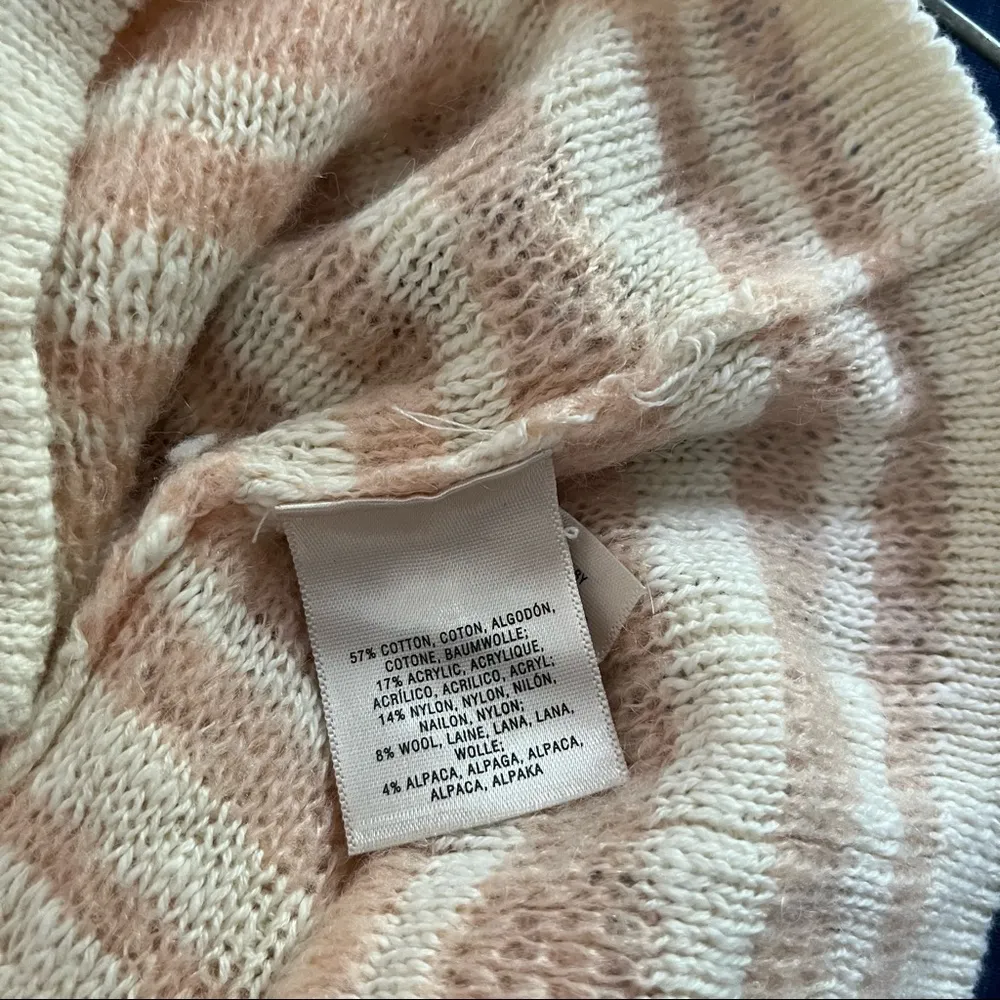 57% COTTON, COTON, ALGODÓN,
COTONE, BAUMWOLLE;
17% ACRYLIC, ACRYLIQUE,
ACRÍLICO, ACRILICO, ACRYL;
14% NYLON, NYLON, NILÓN,
NAILON, NYLON;
8% WOOL, LAINE, LANA, LANA,
WOLLE;
4% ALPACA, ALPAGA, ALPACA,
ALPACA, ALPAKA